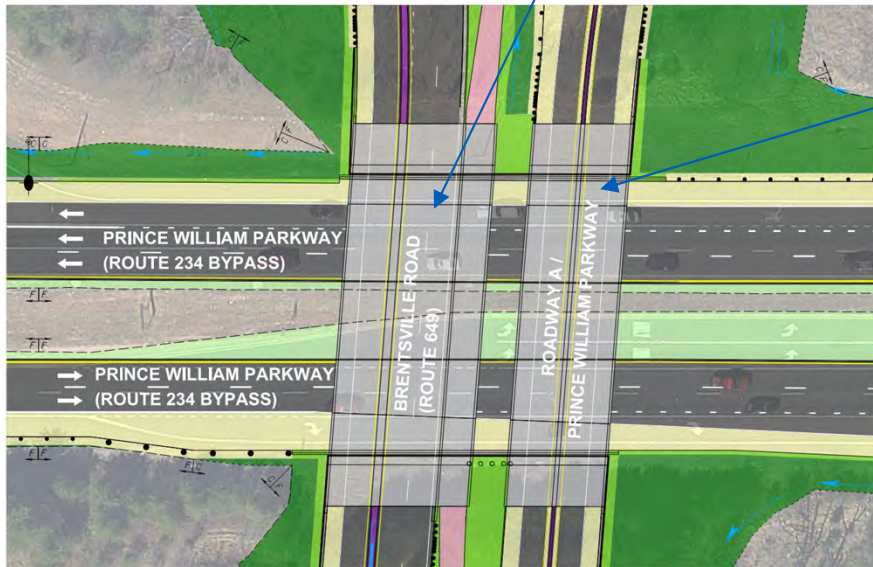 PRINCE WILLIAM PARKWAY
(ROUTE 234 BYPASS)
PRINCE WILLIAM PARKWAY
(ROUTE 234 BYPASS)
BRENTSVILLE ROAD
(ROUTE 649)
ROADWAY A /
PRINCE WILLIAM PARKWAY